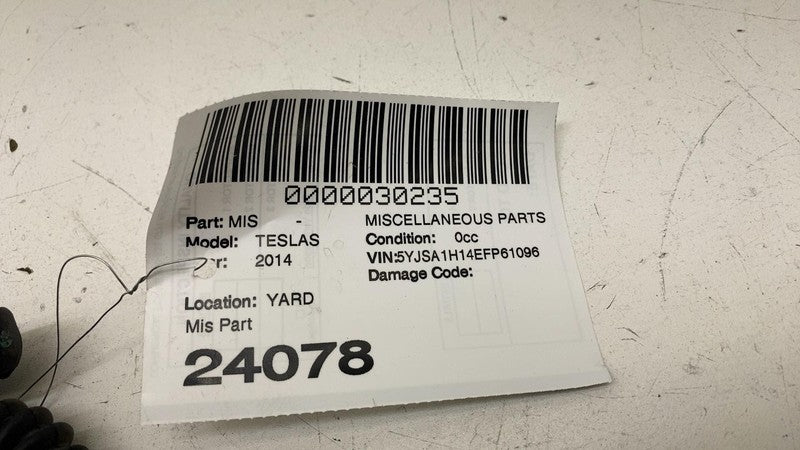 0000030235
Part: MIS - MISCELLANEOUS PARTS
Model: TESLAS Condition: 0cc
2014 VIN:5YJSA1H14EFP61096
Damage Code:
Location: YARD
Mis Part
24078